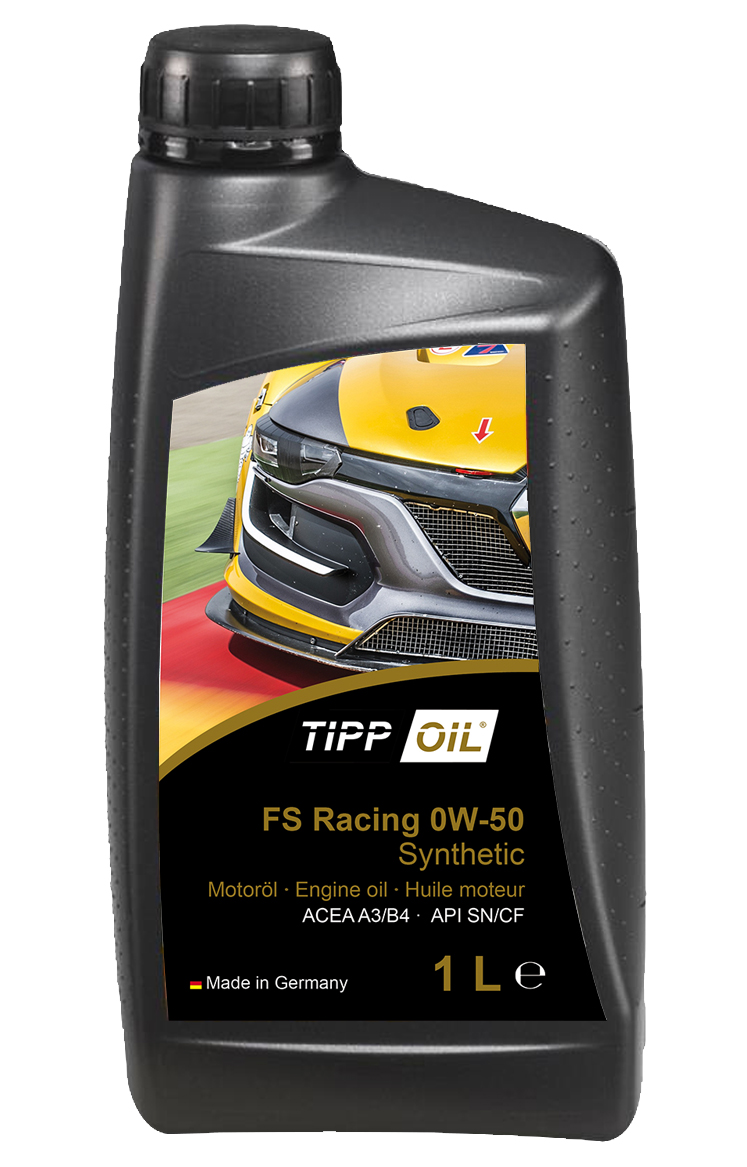 TIPP OIL®
FS Racing 0W-50
Synthetic
Motoröl · Engine oil · Huile moteur
ACEA A3/B4 · API SN/CF
1 L ℮
Made in Germany